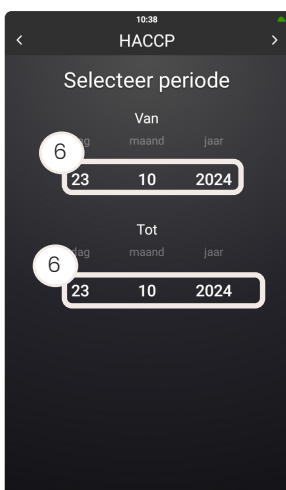 10:38
< HACCP >
Selecteer periode
Van
maand jaar
6
23 10 2024
Tot
dag maand jaar
6
23 10 2024